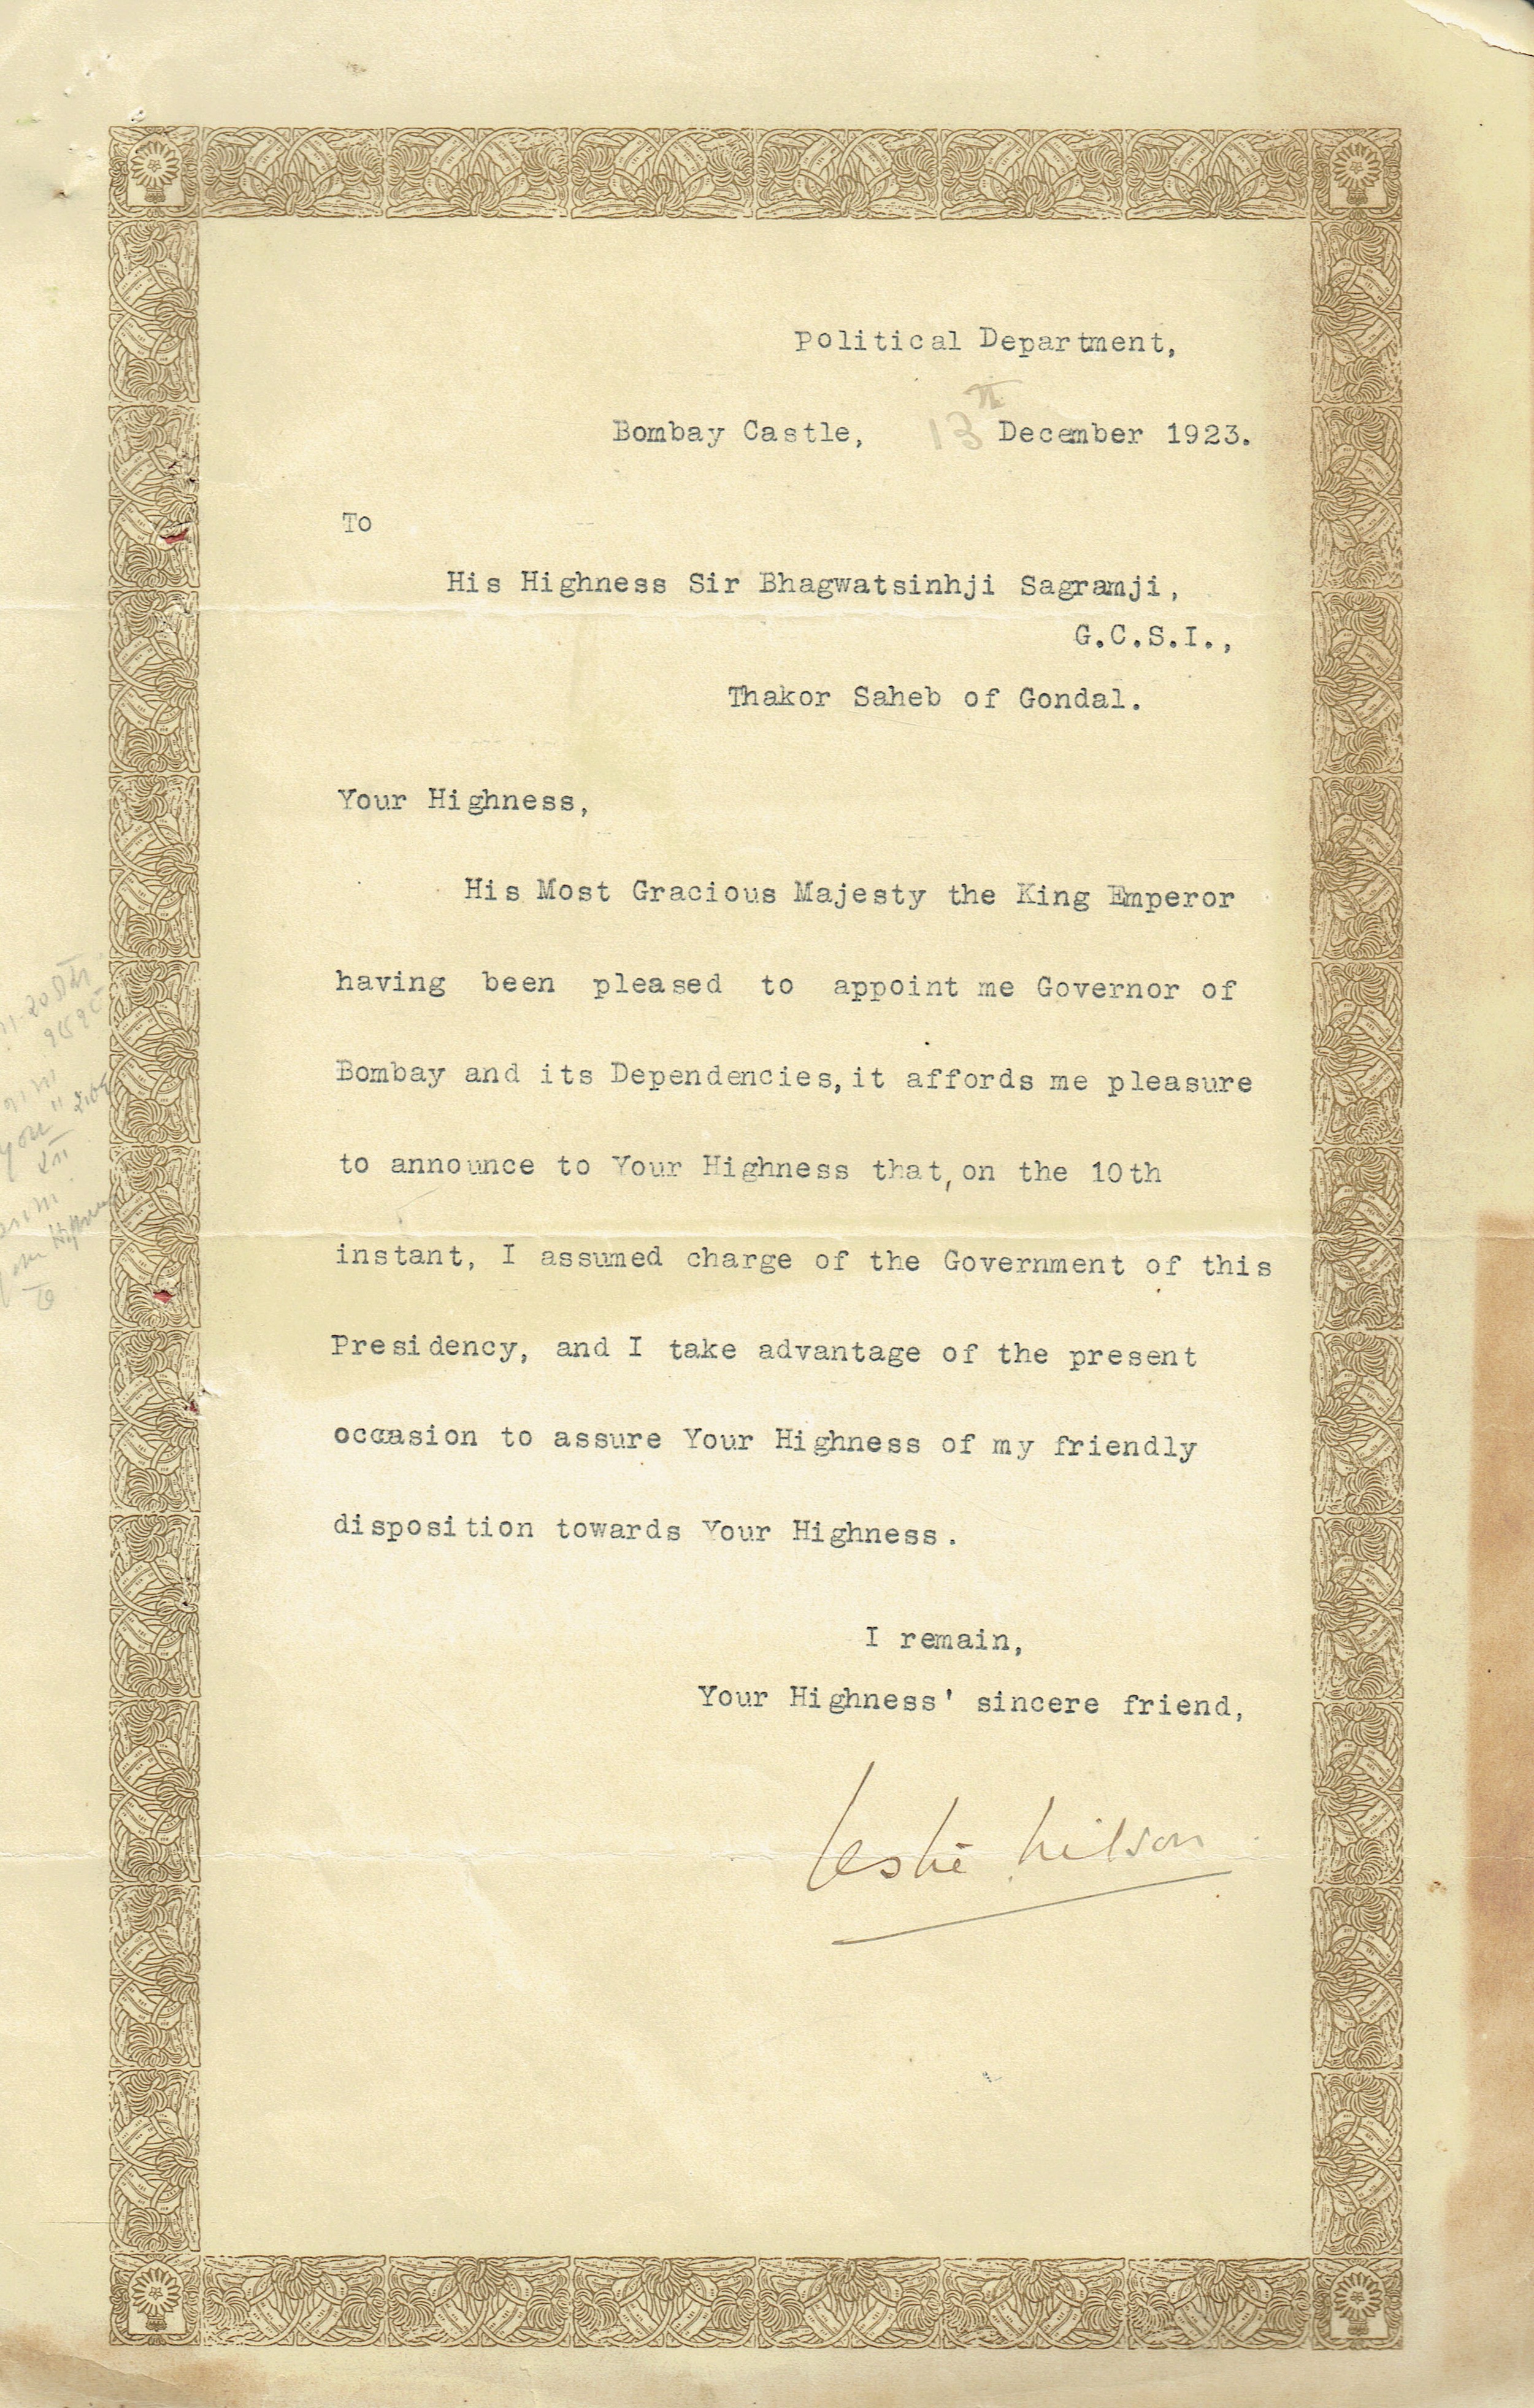 Political Department,
Bombay Castle, 13th December 1923.
To
His Highness Sir Bhagwatsinhji Sagramji,
G.C.S.I.,
Thakor Saheb of Gondal.
Your Highness,
His Most Gracious Majesty the King Emperor
having been pleased to appoint me Governor of
Bombay and its Dependencies, it affords me pleasure
to announce to Your Highness that, on the 10th
instant, I assumed charge of the Government of this
Presidency, and I take advantage of the present
occasion to assure Your Highness of my friendly
disposition towards Your Highness.
I remain,
Your Highness' sincere friend,
Leslie Wilson
you
Highness